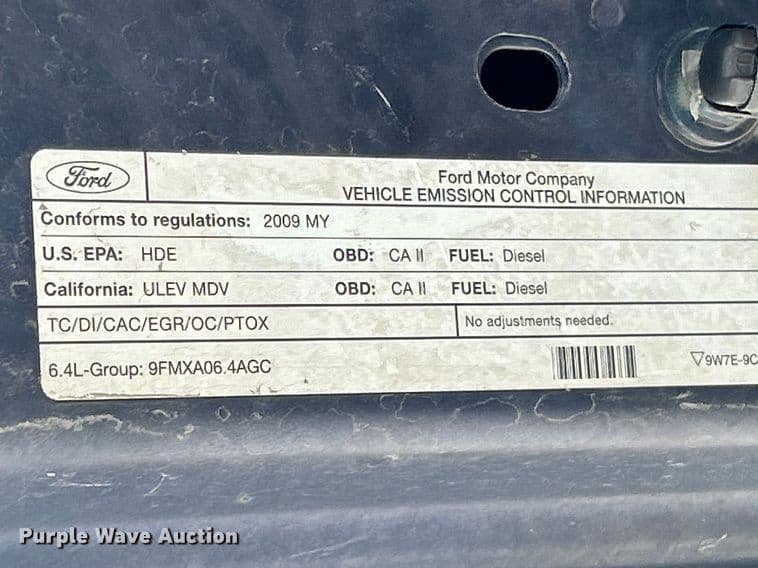 Ford
Ford Motor Company
VEHICLE EMISSION CONTROL INFORMATION
Conforms to regulations: 2009 MY
U.S. EPA: HDE OBD: CA II FUEL: Diesel
California: ULEV MDV OBD: CA II FUEL: Diesel
TC/DI/CAC/EGR/OC/PTOX No adjustments needed.
6.4L-Group: 9FMXA06.4AGC 9W7E-9C
Purple Wave Auction